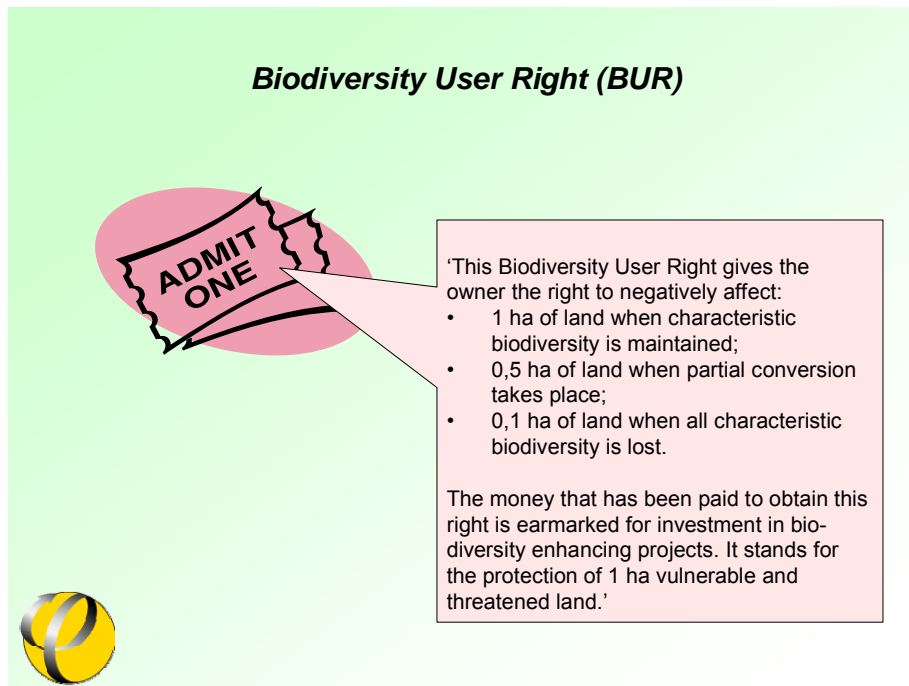 Biodiversity User Right (BUR)
ADMIT
ONE
‘This Biodiversity User Right gives the
owner the right to negatively affect:
• 1 ha of land when characteristic
biodiversity is maintained;
• 0,5 ha of land when partial conversion
takes place;
• 0,1 ha of land when all characteristic
biodiversity is lost.
The money that has been paid to obtain this
right is earmarked for investment in bio-
diversity enhancing projects. It stands for
the protection of 1 ha vulnerable and
threatened land.’